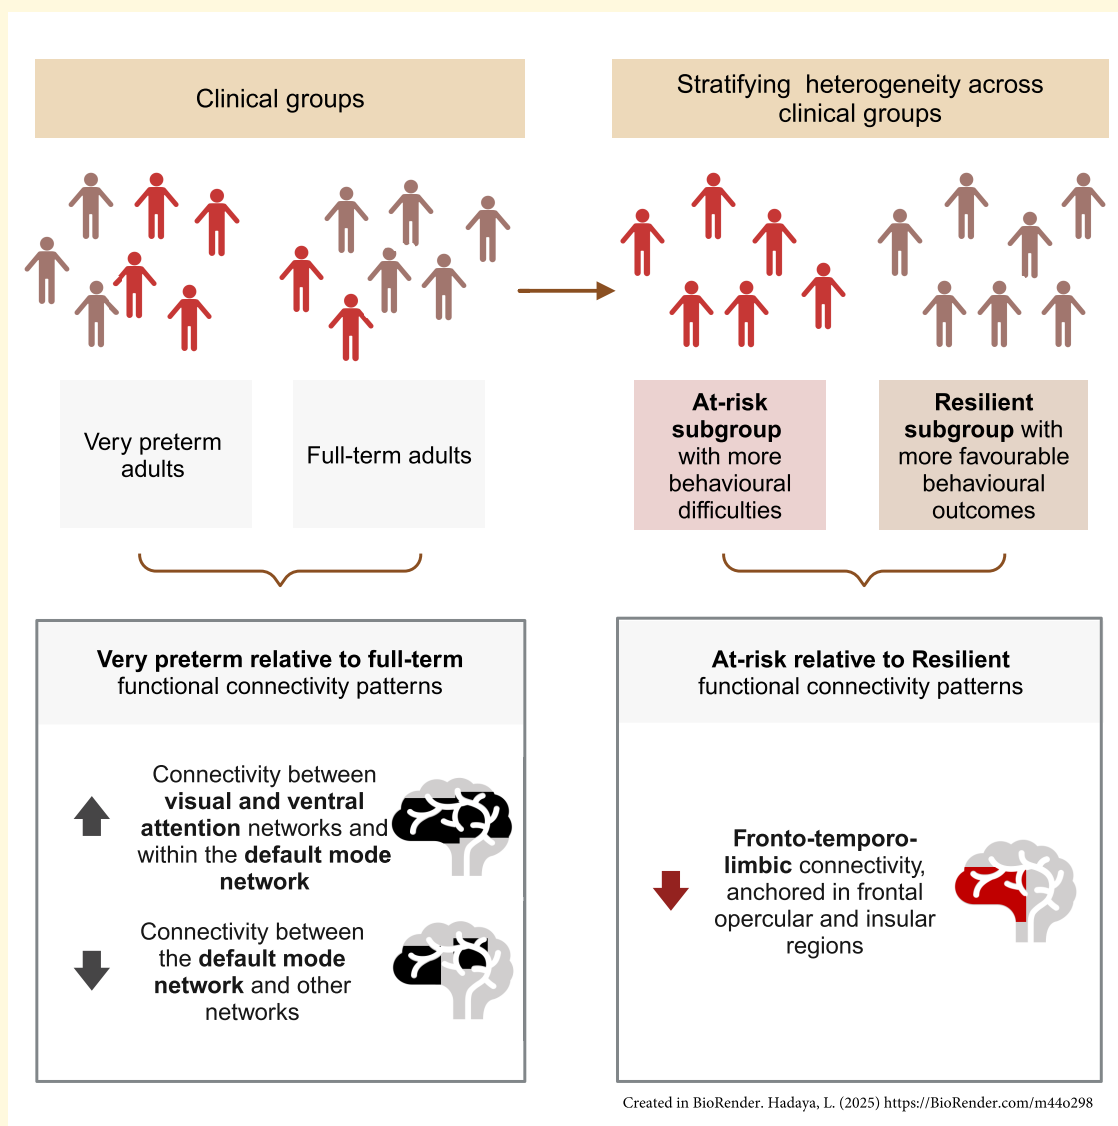 Clinical groups
Stratifying heterogeneity across
clinical groups
Very preterm
adults
Full-term adults
At-risk
subgroup
with more
behavioural
difficulties
Resilient
subgroup with
more favourable
behavioural
outcomes
Very preterm relative to full-term
functional connectivity patterns
Connectivity between
visual and ventral
attention networks and
within the default mode
network
Connectivity between
the default mode
network and other
networks
At-risk relative to Resilient
functional connectivity patterns
Fronto-temporo-
limbic connectivity,
anchored in frontal
opercular and insular
regions
Created in BioRender. Hadaya, L. (2025) https://BioRender.com/m44o298